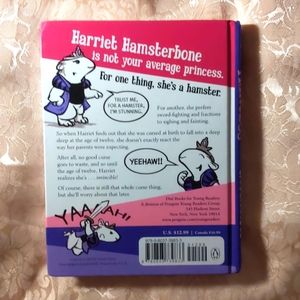 Harriet Hamsterbone
is not your average princess.
For one thing, she's a hamster.
TRUST ME,
FOR A HAMSTER,
I'M STUNNING.
For another, she prefers
sword-fighting and fractions
to sighing and fainting.
So when Harriet finds out that she was cursed at birth to fall into a deep
sleep at the age of twelve, she doesn't exactly react the
way her parents were expecting.
YEEHAW!!
After all, no good curse goes
to waste, and so until
the age of twelve, Harriet
realizes she's . . . invincible!
Of course, there is still that whole curse thing,
but she'll worry about that later.
YAA AH!
Dial Books for Young Readers
A division of Penguin Young Readers Group
345 Hudson Street
New York, New York 10014
U.S. $12.99